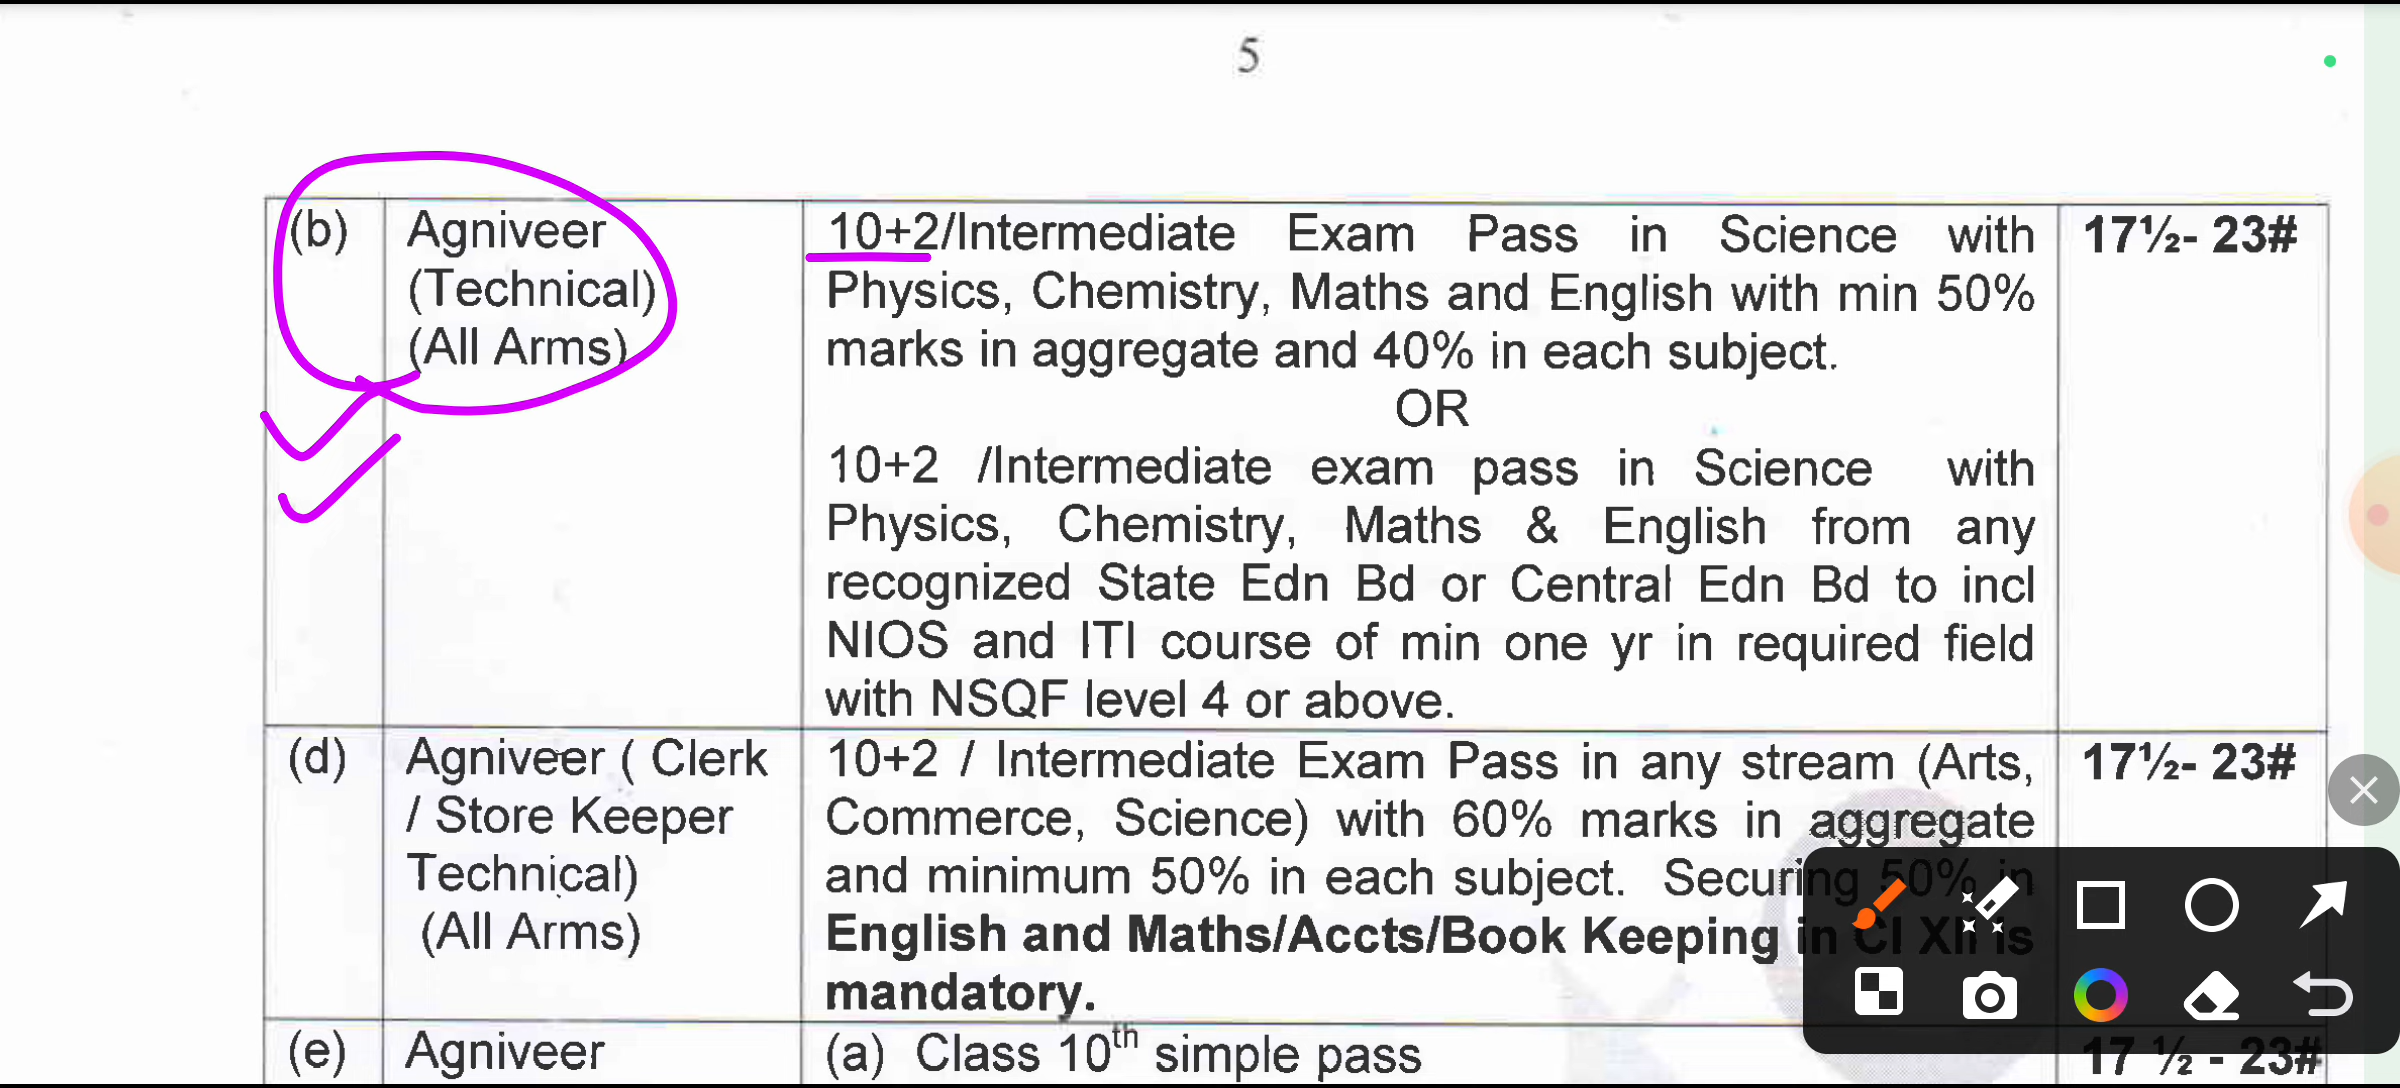 5
(b) Agniveer 10+2/Intermediate Exam Pass in Science with 17½- 23#
(Technical) Physics, Chemistry, Maths and English with min 50%
(All Arms) marks in aggregate and 40% in each subject.
OR
10+2 /Intermediate exam pass in Science with
Physics, Chemistry, Maths & English from any
recognized State Edn Bd or Central Edn Bd to incl
NIOS and ITI course of min one yr in required field
with NSQF level 4 or above.
(d) Agniveer ( Clerk 10+2 / Intermediate Exam Pass in any stream (Arts, 17½- 23#
/ Store Keeper Commerce, Science) with 60% marks in aggregate
Technical) and minimum 50% in each subject. Securing 50% in
(All Arms) English and Maths/Accts/Book Keeping in Cl XII is
mandatory.
(e) Agniveer (a) Class 10th simple pass 17 ½ - 23#